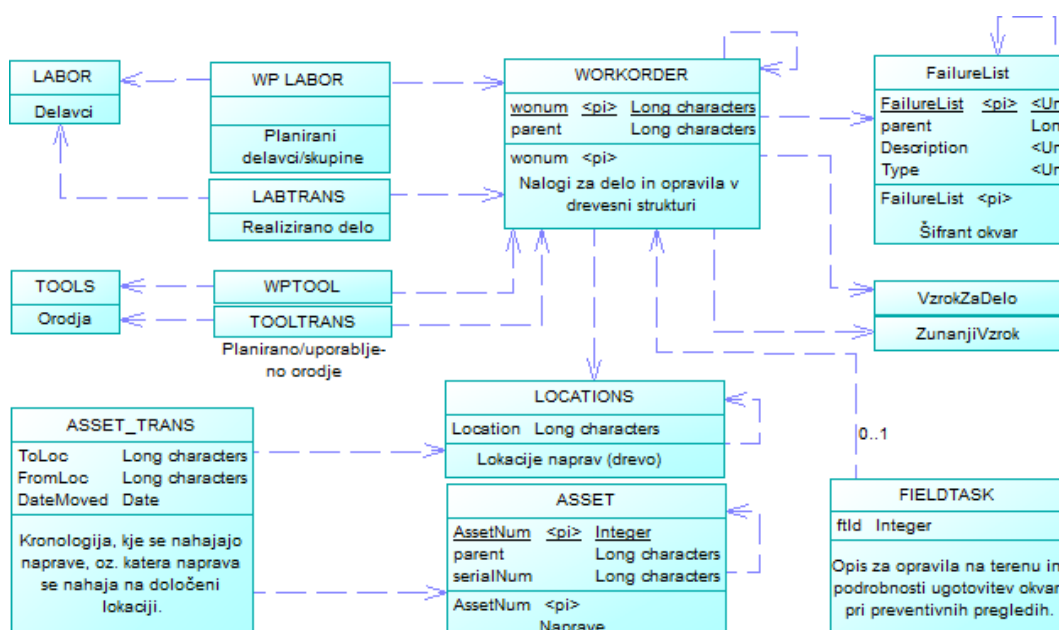 LABOR
Delavci
WP LABOR
Planirani
delavci/skupine
LABTRANS
Realizirano delo
WORKORDER
wonum <pi> Long characters
parent Long characters
wonum <pi>
Nalogi za delo in opravila v
drevesni strukturi
FailureList
FailureList <pi> <Un
parent Lon
Description <Un
Type <Un
FailureList <pi>
Šifrant okvar
TOOLS
Orodja
WPTOOL
TOOLTRANS
Planirano/uporablje-
no orodje
VzrokZaDelo
ZunanjiVzrok
LOCATIONS
Location Long characters
Lokacije naprav (drevo)
ASSET_TRANS
ToLoc Long characters
FromLoc Long characters
DateMoved Date
Kronologija, kje se nahajajo
naprave, oz. katera naprava
se nahaja na določeni
lokaciji.
ASSET
AssetNum <pi> Integer
parent Long characters
serialNum Long characters
AssetNum <pi>
Naprave
0..1
FIELDTASK
ftId Integer
Opis za opravila na terenu in
podrobnosti ugotovitev okvar
pri preventivnih pregledih.